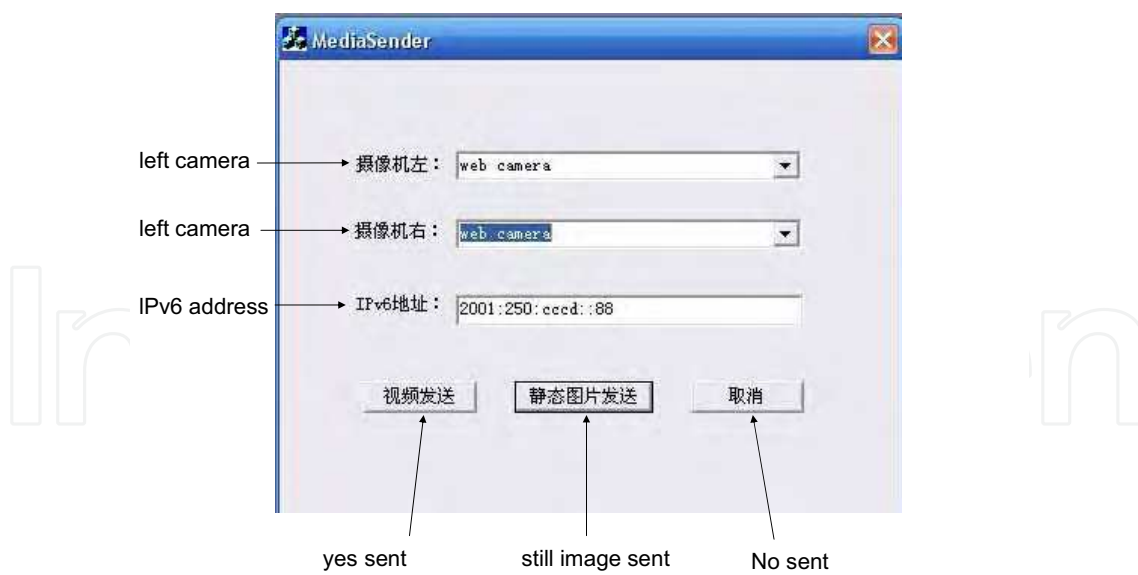 MediaSender
left camera
摄像机左：
web camera
left camera
摄像机右：
web camera
IPv6 address
IPv6地址：
2001:250:cccd::88
视频发送
静态图片发送
取消
yes sent
still image sent
No sent